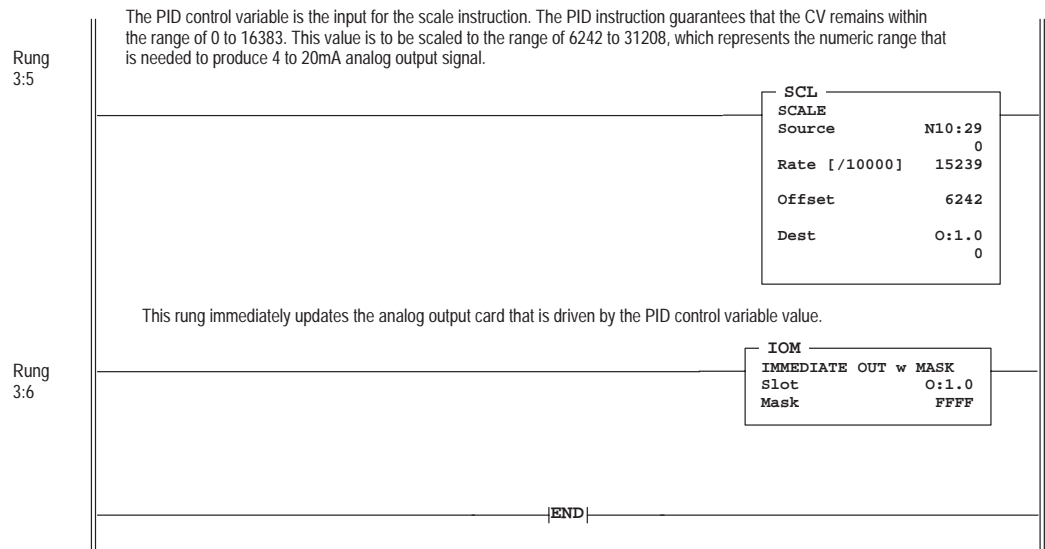 The PID control variable is the input for the scale instruction. The PID instruction guarantees that the CV remains within
the range of 0 to 16383. This value is to be scaled to the range of 6242 to 31208, which represents the numeric range that
is needed to produce 4 to 20mA analog output signal.
Rung
3:5
SCL
SCALE
Source N10:29
0
Rate [/10000] 15239
Offset 6242
Dest O:1.0
0
This rung immediately updates the analog output card that is driven by the PID control variable value.
Rung
3:6
IOM
IMMEDIATE OUT w MASK
Slot O:1.0
Mask FFFF
END